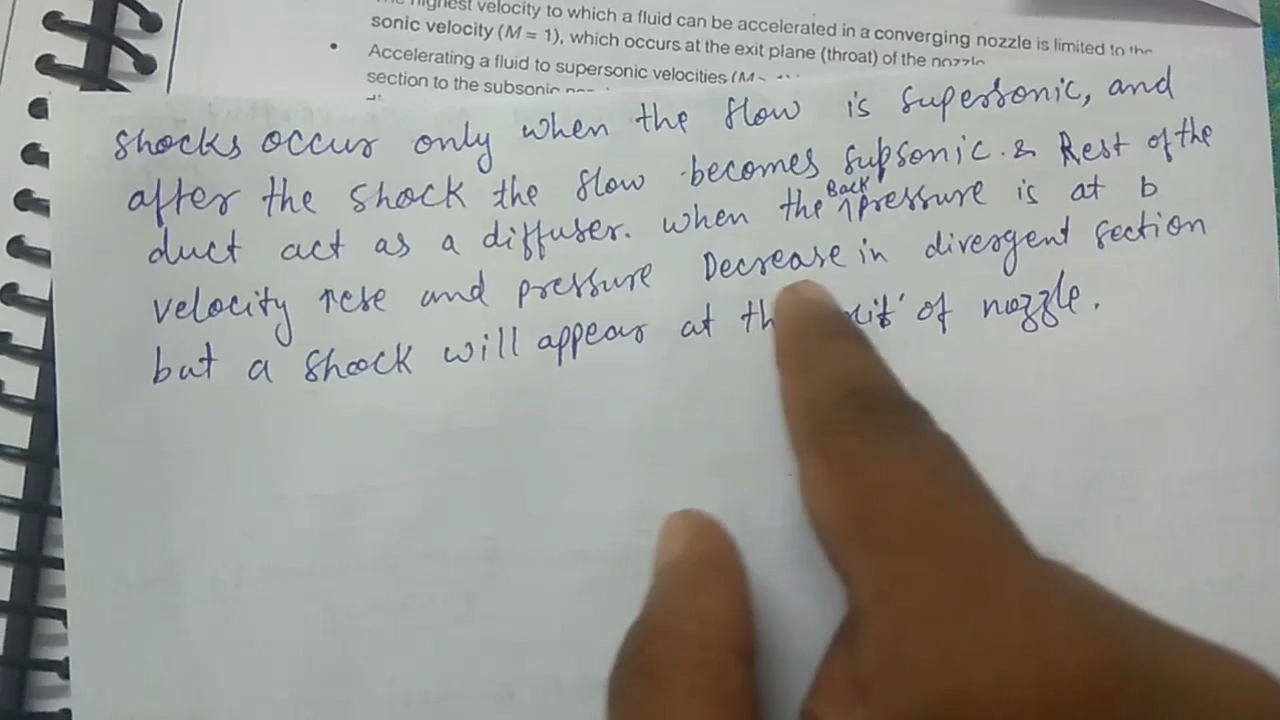 highest velocity to which a fluid can be accelerated in a converging nozzle is limited to the
sonic velocity (M = 1), which occurs at the exit plane (throat) of the nozzle
• Accelerating a fluid to supersonic velocities (M
section to the subsonic
shocks occur only when the flow is supersonic, and
after the shock the flow becomes subsonic. & Rest of the
duct act as a diffuser. when the Back pressure is at b
velocity rese and pressure Decrease in divergent section
but a shock will appear at the exit of nozzle.